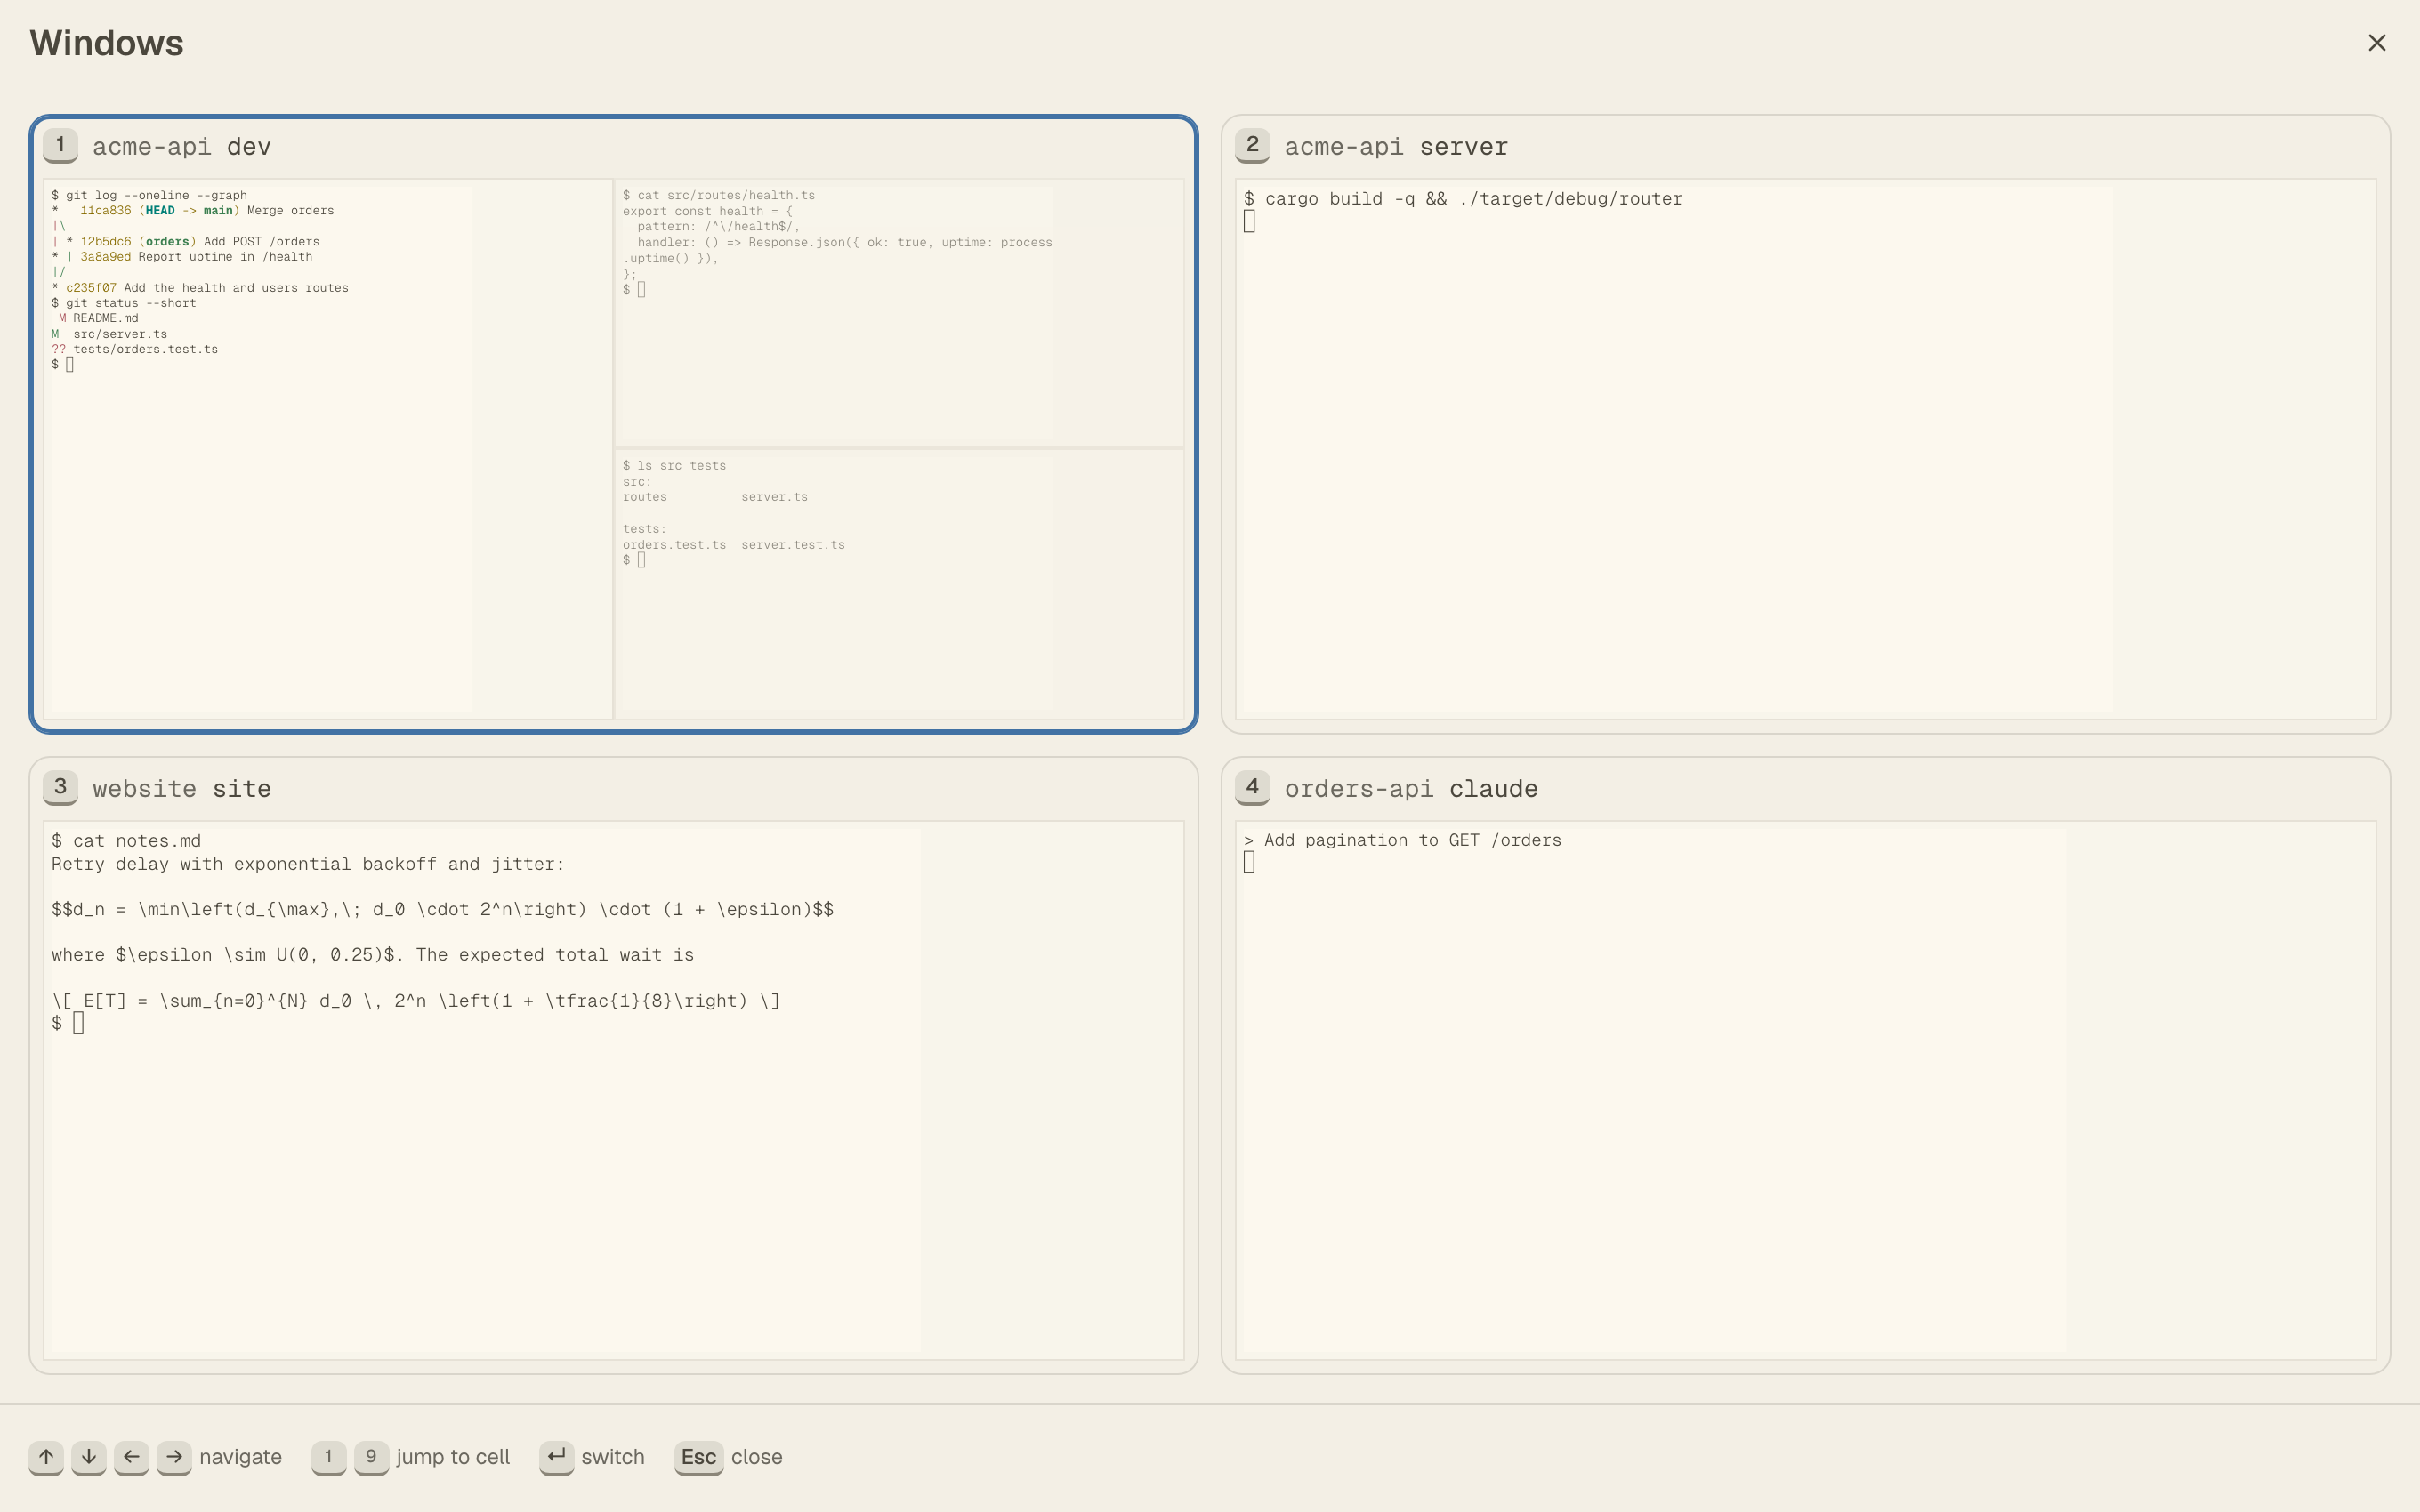 Windows
1 acme-api dev
$ git log --oneline --graph
*   11ca836 (HEAD -> main) Merge orders
|\
| * 12b5dc6 (orders) Add POST /orders
* | 3a8a9ed Report uptime in /health
|/
* c235f07 Add the health and users routes
$ git status --short
 M README.md
M  src/server.ts
?? tests/orders.test.ts
$
$ cat src/routes/health.ts
export const health = {
  pattern: /^\/health$/,
  handler: () => Response.json({ ok: true, uptime: process
.uptime() }),
};
$
$ ls src tests
src:
routes          server.ts

tests:
orders.test.ts  server.test.ts
$
2 acme-api server
$ cargo build -q && ./target/debug/router
3 website site
$ cat notes.md
Retry delay with exponential backoff and jitter:

$$d_n = \min\left(d_{\max},\; d_0 \cdot 2^n\right) \cdot (1 + \epsilon)$$

where $\epsilon \sim U(0, 0.25)$. The expected total wait is

\[ E[T] = \sum_{n=0}^{N} d_0 \, 2^n \left(1 + \tfrac{1}{8}\right) \]
$
4 orders-api claude
> Add pagination to GET /orders
↑ ↓ ← → navigate 1 9 jump to cell ↵ switch Esc close